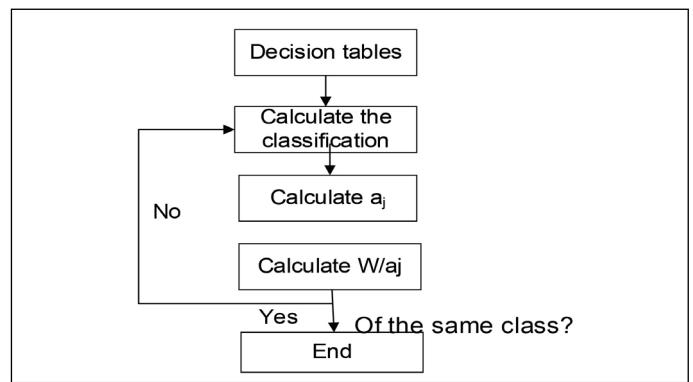 Decision tables
Calculate the
classification
Calculate aj
No
Calculate W/aj
Yes
Of the same class?
End